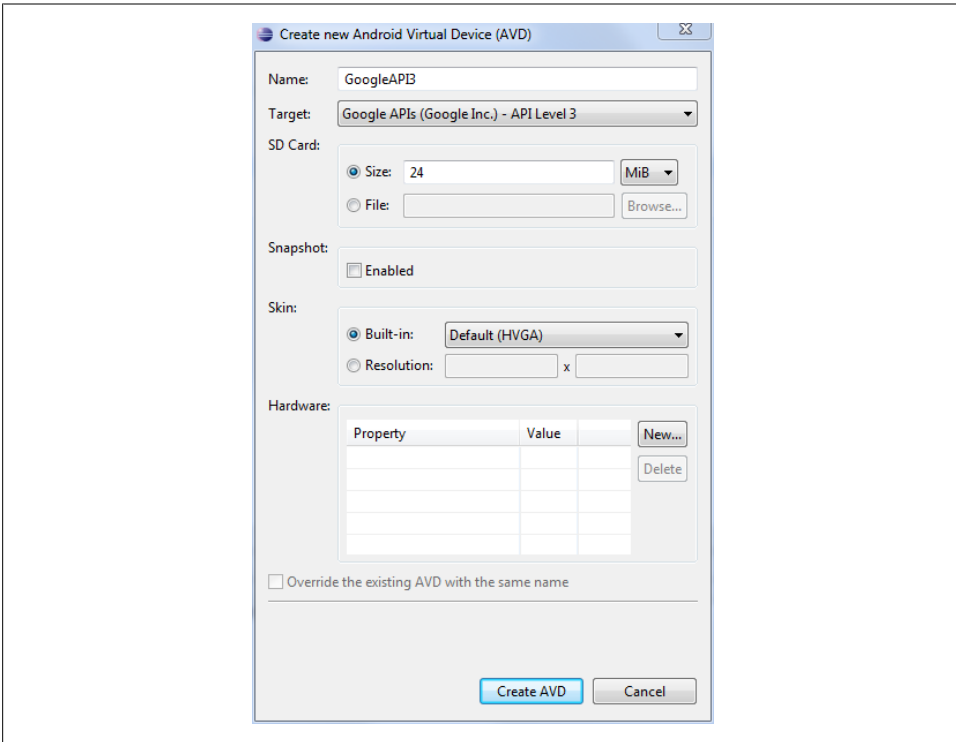 Create new Android Virtual Device (AVD)
Name: GoogleAPI3
Target: Google APIs (Google Inc.) - API Level 3
SD Card:
Size: 24 MiB
File: Browse...
Snapshot:
Enabled
Skin:
Built-in: Default (HVGA)
Resolution: x
Hardware:
Property Value New...
Delete
Override the existing AVD with the same name
Create AVD Cancel